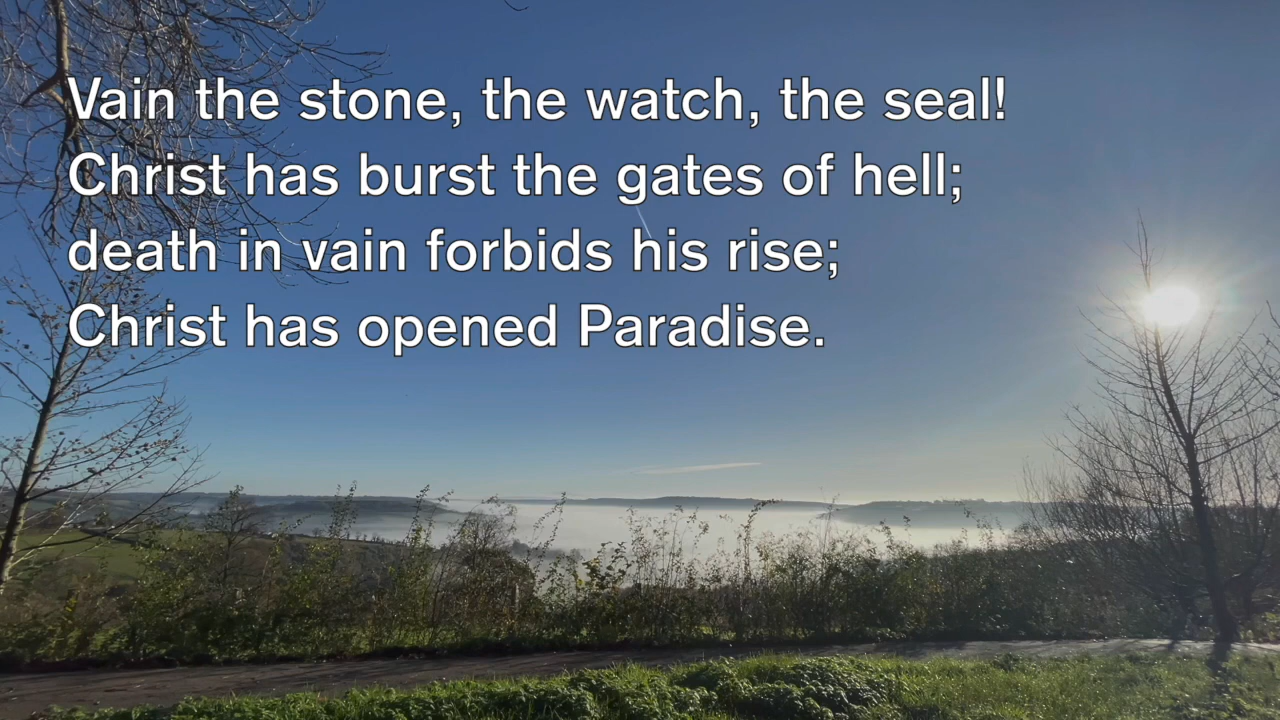 Vain the stone, the watch, the seal!
Christ has burst the gates of hell;
death in vain forbids his rise;
Christ has opened Paradise.